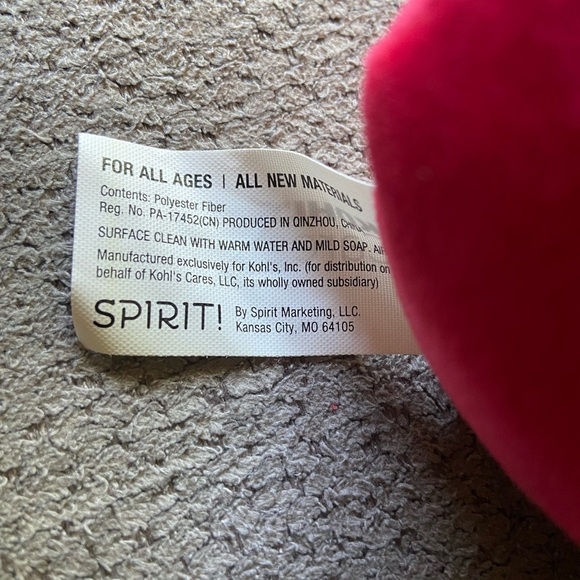 FOR ALL AGES | ALL NEW MATERIALS
Contents: Polyester Fiber
Reg. No. PA-17452(CN) PRODUCED IN QINZHOU,
SURFACE CLEAN WITH WARM WATER AND MILD SOAP.
Manufactured exclusively for Kohl's, Inc. (for distribution on
behalf of Kohl's Cares, LLC, its wholly owned subsidiary)
SPIRIT!
By Spirit Marketing, LLC.
Kansas City, MO 64105